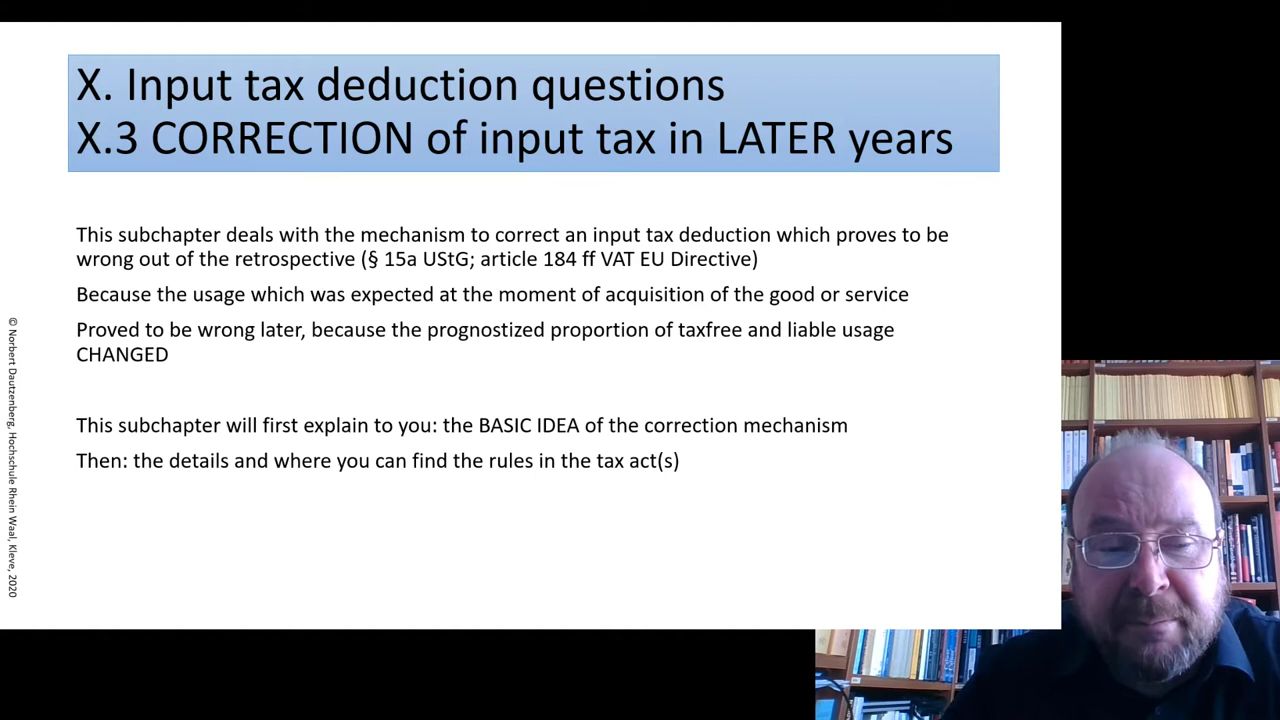 X. Input tax deduction questions
X.3 CORRECTION of input tax in LATER years
This subchapter deals with the mechanism to correct an input tax deduction which proves to be
wrong out of the retrospective (§ 15a UStG; article 184 ff VAT EU Directive)
Because the usage which was expected at the moment of acquisition of the good or service
Proved to be wrong later, because the prognostized proportion of taxfree and liable usage
CHANGED
This subchapter will first explain to you: the BASIC IDEA of the correction mechanism
Then: the details and where you can find the rules in the tax act(s)
© Norbert Dautzenberg, Hochschule Rhein Waal, Kleve, 2020